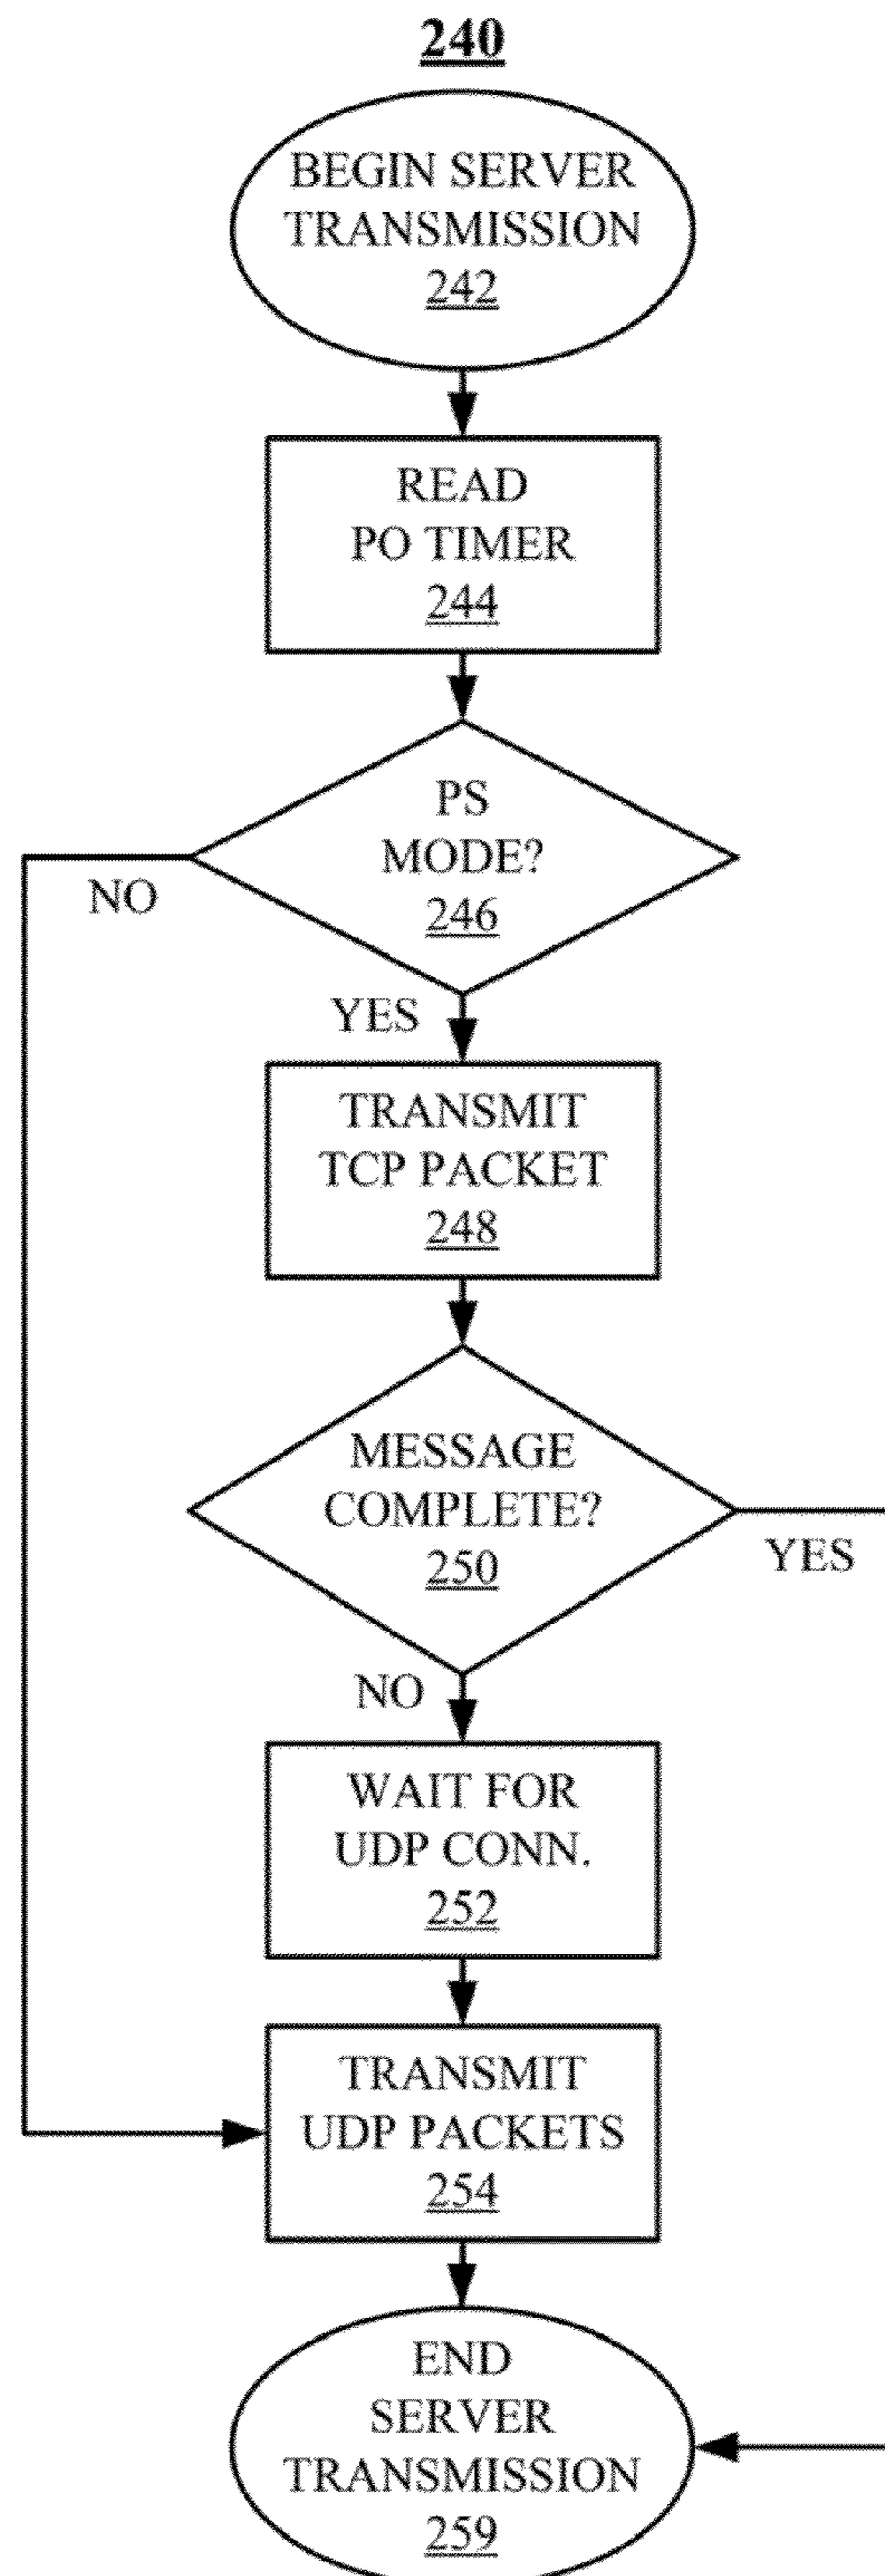 240
BEGIN SERVER
TRANSMISSION
242
READ
PO TIMER
244
PS
MODE?
246
NO
YES
TRANSMIT
TCP PACKET
248
MESSAGE
COMPLETE?
250
YES
NO
WAIT FOR
UDP CONN.
252
TRANSMIT
UDP PACKETS
254
END
SERVER
TRANSMISSION
259